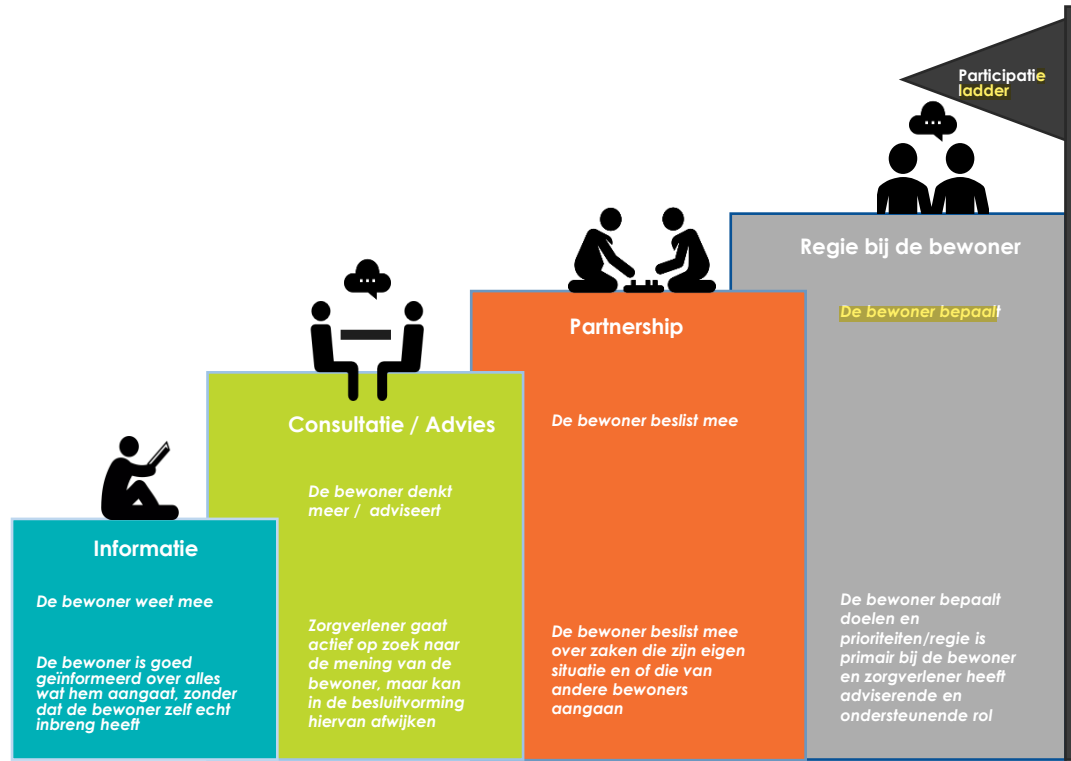 Participatie
ladder
Regie bij de bewoner
De bewoner bepaalt
De bewoner bepaalt
doelen en
prioriteiten/regie is
primair bij de bewoner
en zorgverlener heeft
adviserende en
ondersteunende rol
Partnership
De bewoner beslist mee
De bewoner beslist mee
over zaken die zijn eigen
situatie en of die van
andere bewoners
aangaan
Consultatie / Advies
De bewoner denkt
meer / adviseert
Zorgverlener gaat
actief op zoek naar
de mening van de
bewoner, maar kan
in de besluitvorming
hiervan afwijken
Informatie
De bewoner weet mee
De bewoner is goed
geïnformeerd over alles
wat hem aangaat, zonder
dat de bewoner zelf echt
inbreng heeft